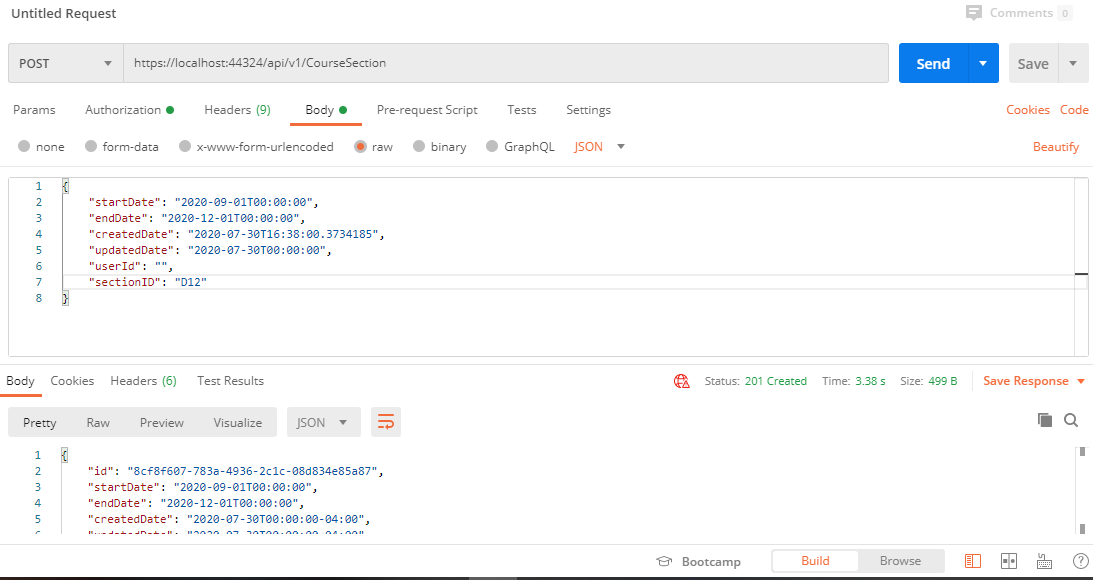 Untitled Request
Comments 0
POST https://localhost:44324/api/v1/CourseSection Send Save
Params Authorization Headers (9) Body Pre-request Script Tests Settings Cookies Code
none form-data x-www-form-urlencoded raw binary GraphQL JSON Beautify
1 {
2 "startDate": "2020-09-01T00:00:00",
3 "endDate": "2020-12-01T00:00:00",
4 "createdDate": "2020-07-30T16:38:00.3734185",
5 "updatedDate": "2020-07-30T00:00:00",
6 "userId": "",
7 "sectionID": "D12"
8 }
Body Cookies Headers (6) Test Results Status: 201 Created Time: 3.38 s Size: 499 B Save Response
Pretty Raw Preview Visualize JSON
1 {
2 "id": "8cf8f607-783a-4936-2c1c-08d834e85a87",
3 "startDate": "2020-09-01T00:00:00",
4 "endDate": "2020-12-01T00:00:00",
5 "createdDate": "2020-07-30T00:00:00-04:00",
Bootcamp Build Browse ?